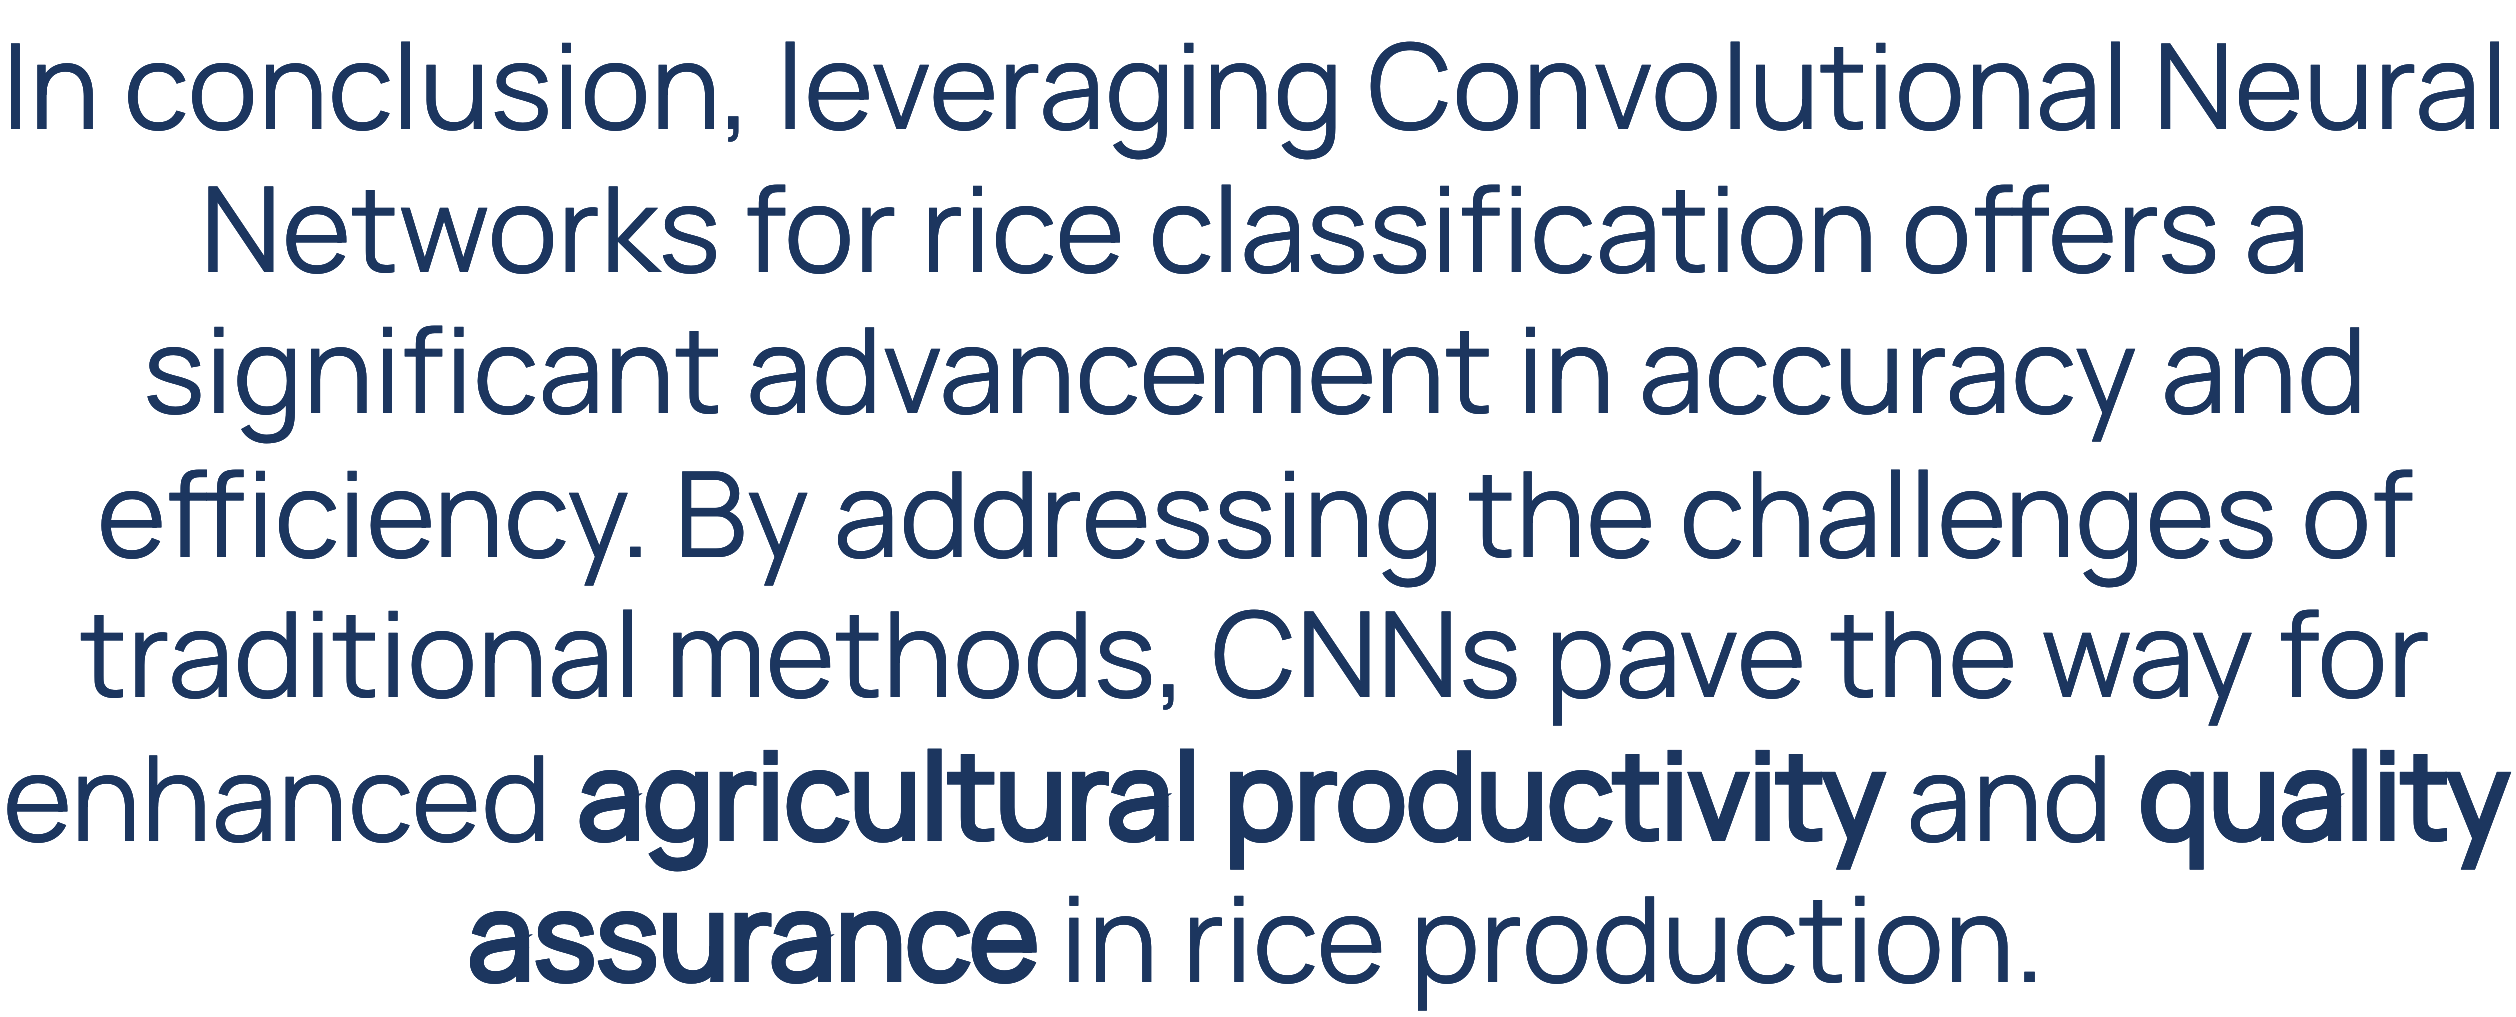 In conclusion, leveraging Convolutional Neural
Networks for rice classification offers a
significant advancement in accuracy and
efficiency. By addressing the challenges of
traditional methods, CNNs pave the way for
enhanced agricultural productivity and quality
assurance in rice production.